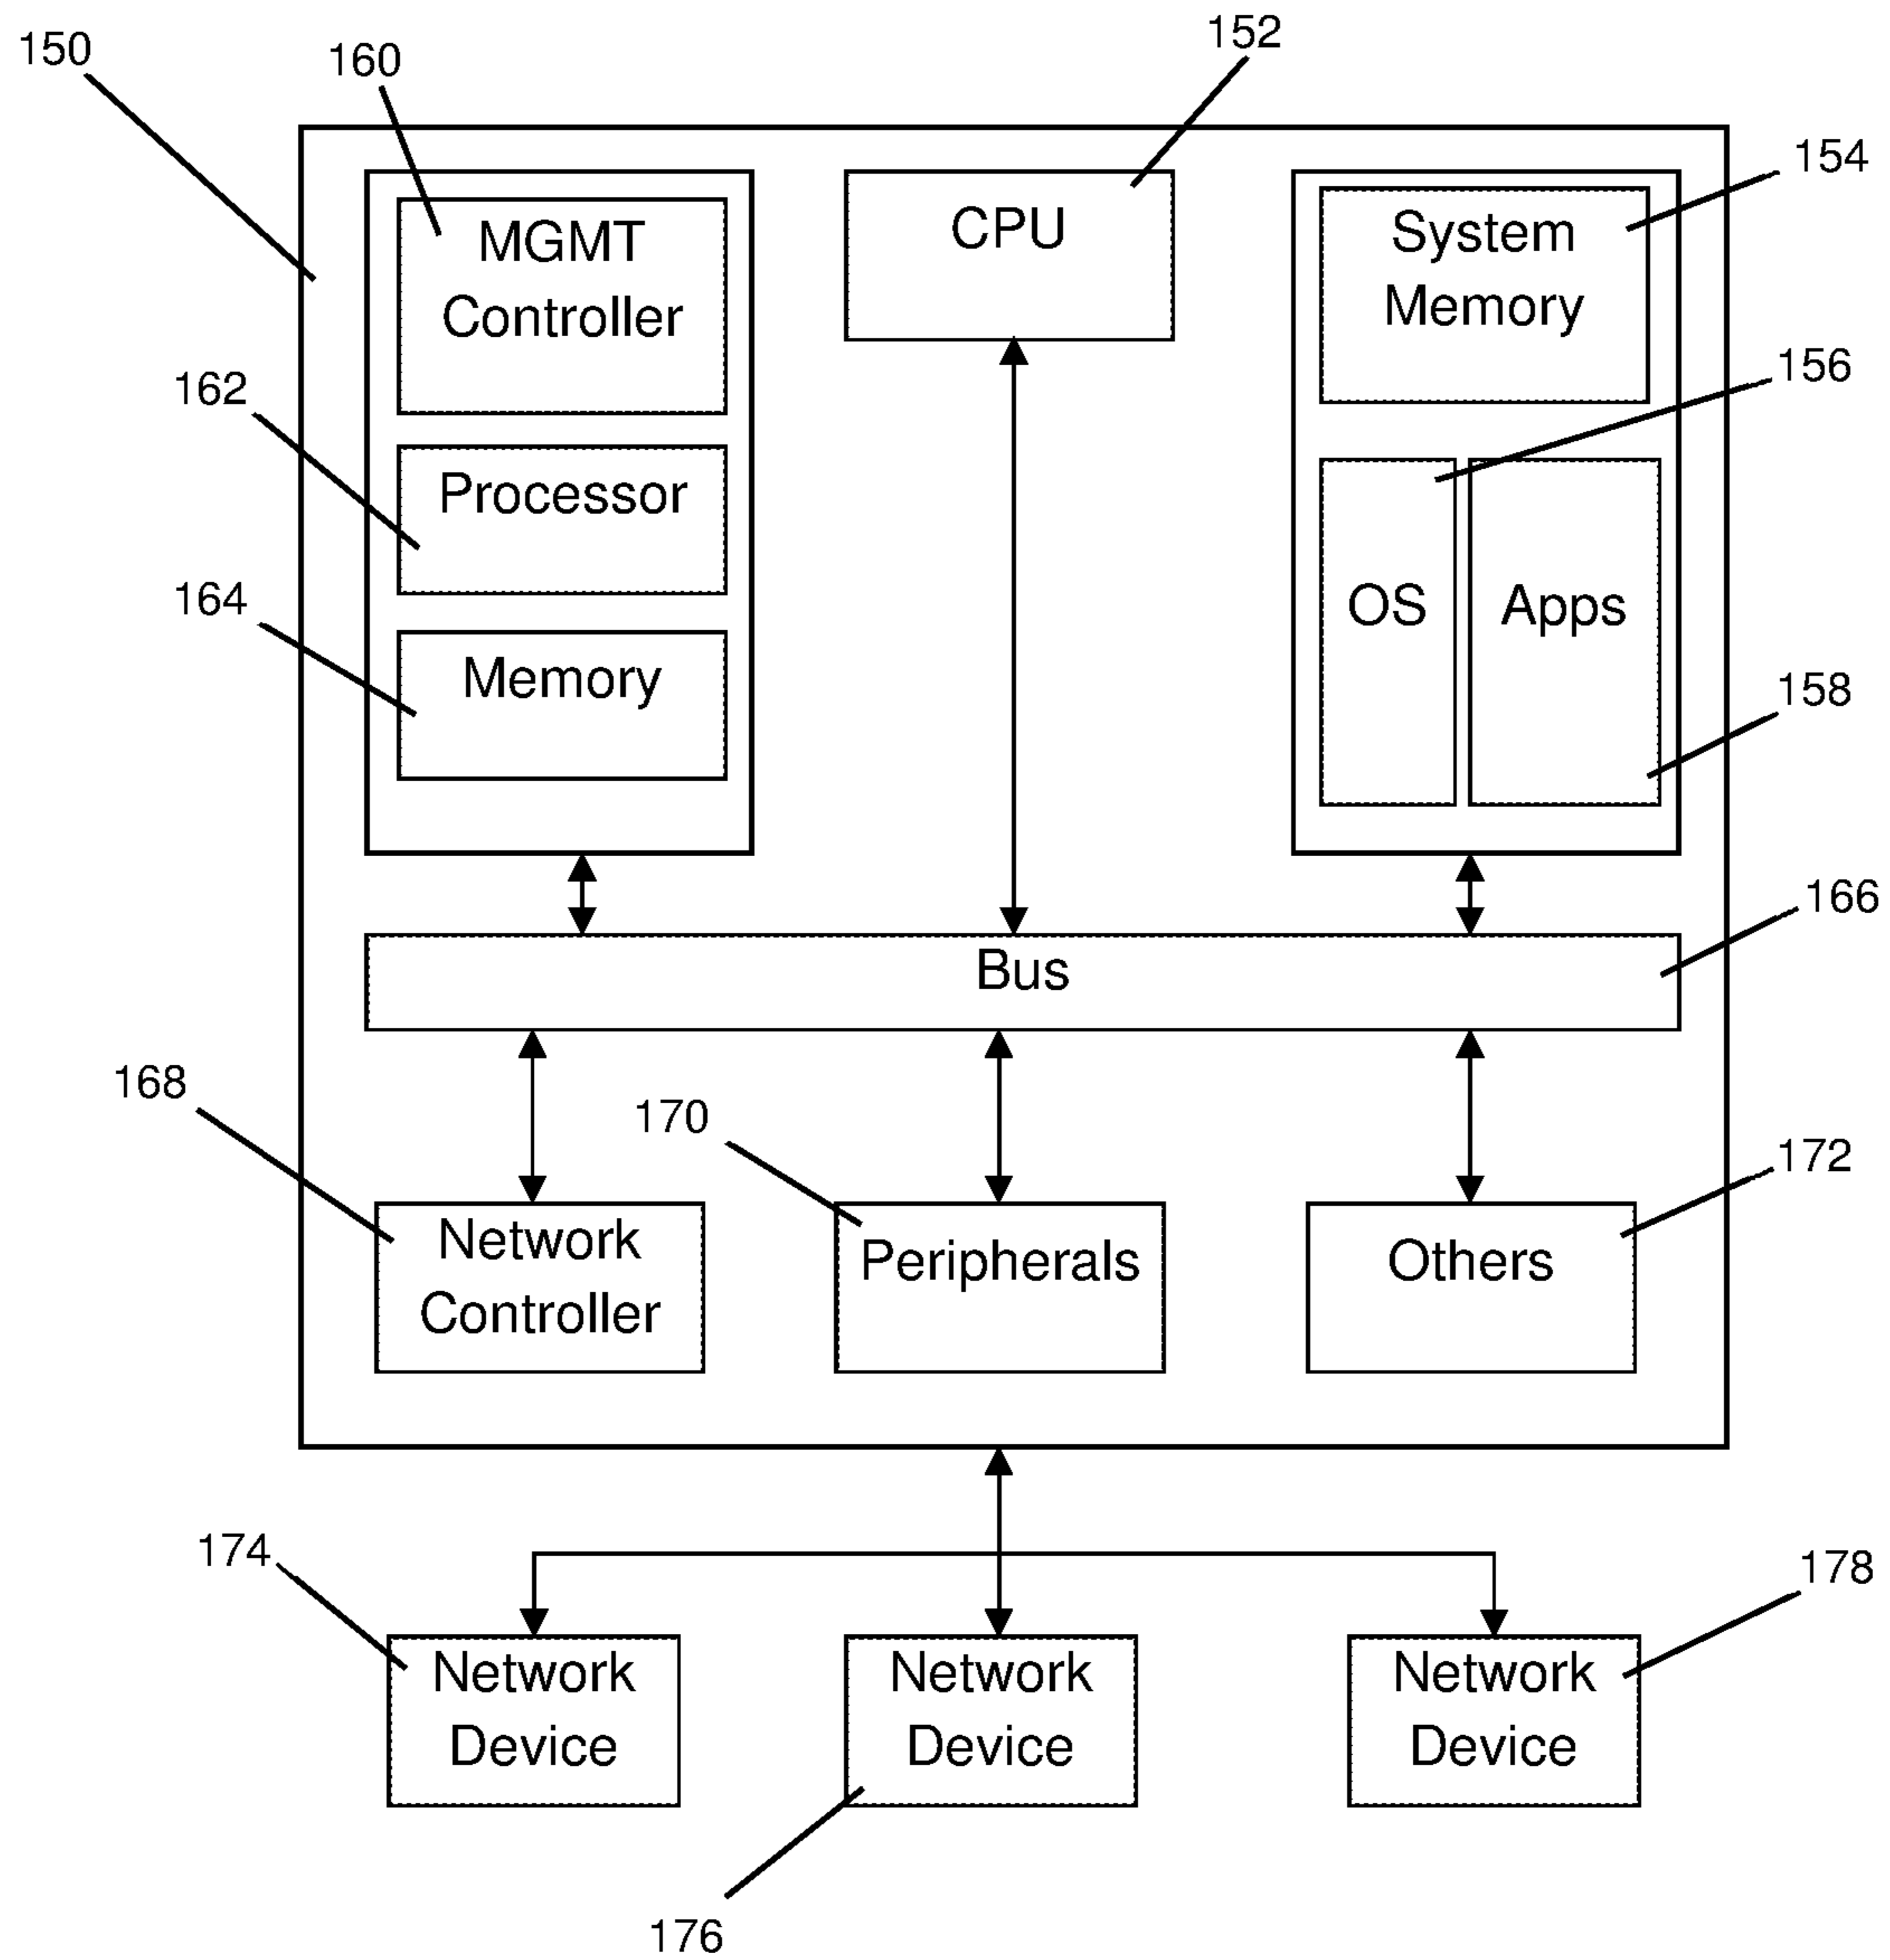 150
160
152
154
MGMT
Controller
CPU
System
Memory
156
162
Processor
164
Memory
OS
Apps
158
166
Bus
168
170
172
Network
Controller
Peripherals
Others
174
178
Network
Device
Network
Device
Network
Device
176